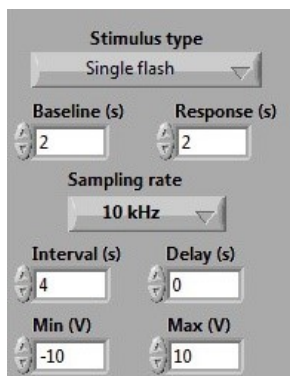 Stimulus type
Single flash
Baseline (s) Response (s)
2 2
Sampling rate
10 kHz
Interval (s) Delay (s)
4 0
Min (V) Max (V)
-10 10